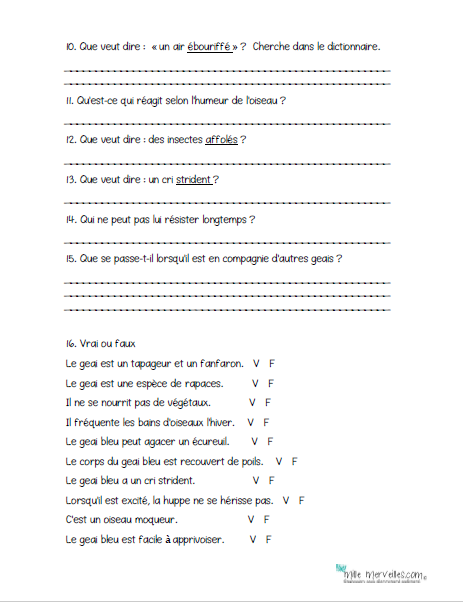 10. Que veut dire : « un air ébouriffé » ? Cherche dans le dictionnaire.
11. Qu'est-ce qui réagit selon l'humeur de l'oiseau ?
12. Que veut dire : des insectes affolés ?
13. Que veut dire : un cri strident ?
14. Qui ne peut pas lui résister longtemps ?
15. Que se passe-t-il lorsqu'il est en compagnie d'autres geais ?
16. Vrai ou faux
Le geai est un tapageur et un fanfaron. V F
Le geai est une espèce de rapaces. V F
Il ne se nourrit pas de végétaux. V F
Il fréquente les bains d'oiseaux l'hiver. V F
Le geai bleu peut agacer un écureuil. V F
Le corps du geai bleu est recouvert de poils. V F
Le geai bleu a un cri strident. V F
Lorsqu'il est excité, la huppe ne se hérisse pas. V F
C'est un oiseau moqueur. V F
Le geai bleu est facile à apprivoiser. V F
Mille Merveilles.com